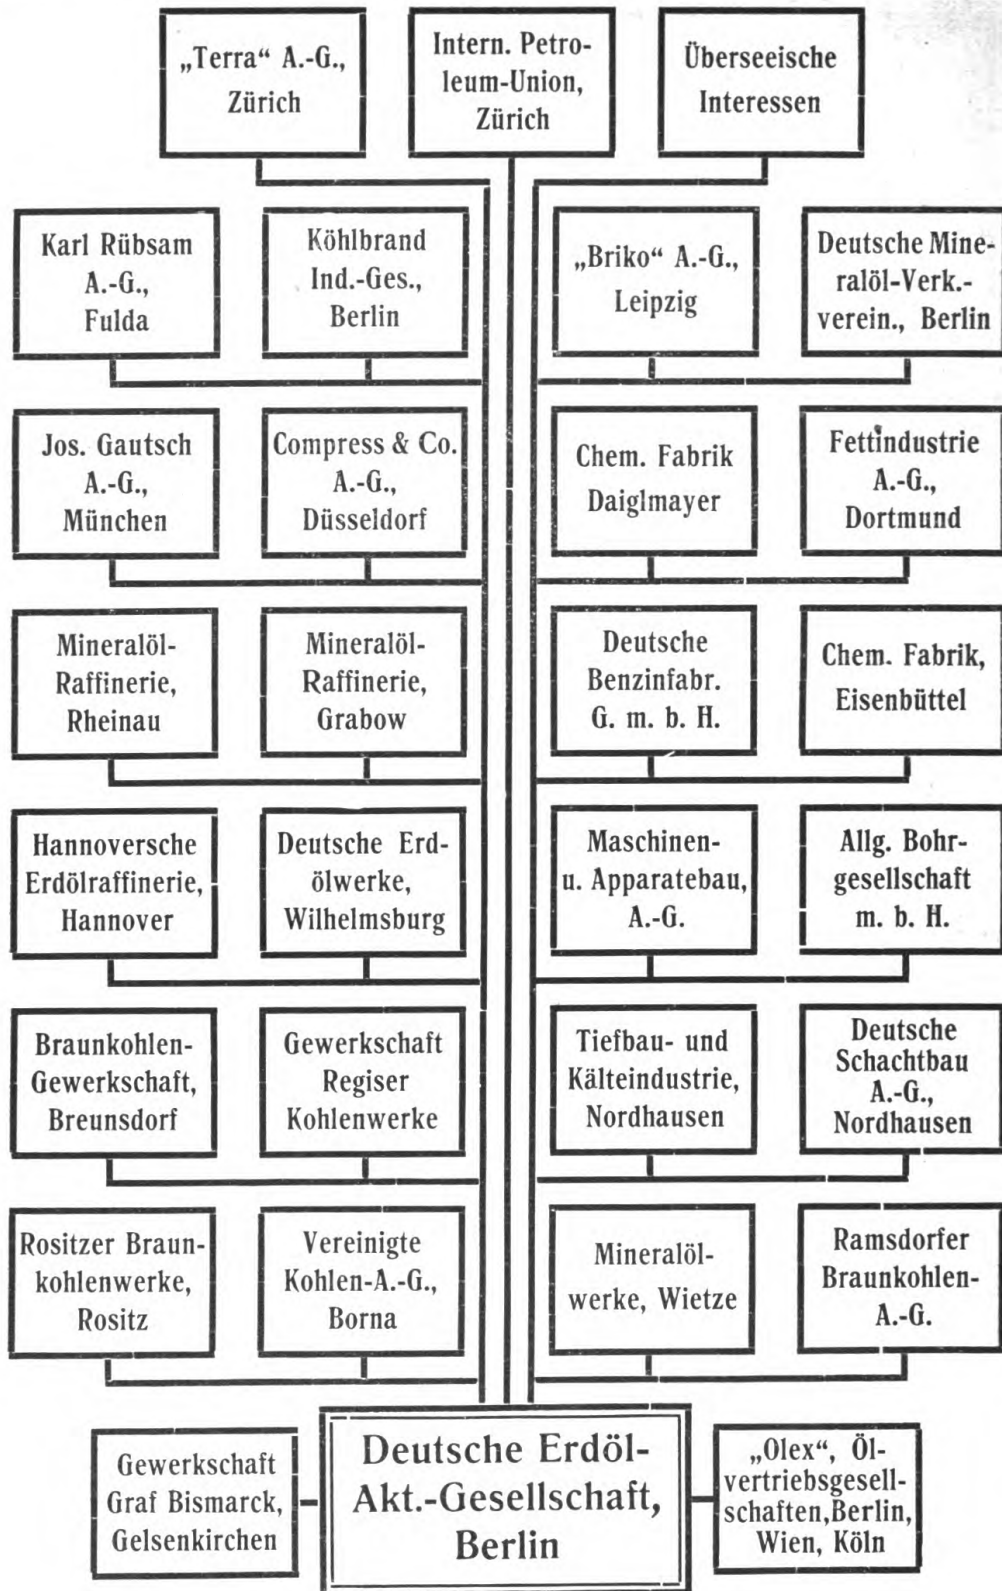 „Terra“ A.-G.,
Zürich
Intern. Petro-
leum-Union,
Zürich
Überseeische
Interessen
Karl Rübsam
A.-G.,
Fulda
Köhlbrand
Ind.-Ges.,
Berlin
„Briko“ A.-G.,
Leipzig
Deutsche Mine-
ralöl-Verk.-
verein., Berlin
Jos. Gautsch
A.-G.,
München
Compress & Co.
A.-G.,
Düsseldorf
Chem. Fabrik
Daiglmayer
Fettindustrie
A.-G.,
Dortmund
Mineralöl-
Raffinerie,
Rheinau
Mineralöl-
Raffinerie,
Grabow
Deutsche
Benzinfabr.
G. m. b. H.
Chem. Fabrik,
Eisenbüttel
Hannoversche
Erdölraffinerie,
Hannover
Deutsche Erd-
ölwerke,
Wilhelmsburg
Maschinen-
u. Apparatebau,
A.-G.
Allg. Bohr-
gesellschaft
m. b. H.
Braunkohlen-
Gewerkschaft,
Breunsdorf
Gewerkschaft
Regiser
Kohlenwerke
Tiefbau- und
Kälteindustrie,
Nordhausen
Deutsche
Schachtbau
A.-G.,
Nordhausen
Rositzer Braun-
kohlenwerke,
Rositz
Vereinigte
Kohlen-A.-G.,
Borna
Mineralöl-
werke, Wietze
Ramsdorfer
Braunkohlen-
A.-G.
Gewerkschaft
Graf Bismarck,
Gelsenkirchen
Deutsche Erdöl-
Akt.-Gesellschaft,
Berlin
„Olex“, Öl-
vertriebsgesell-
schaften,Berlin,
Wien, Köln